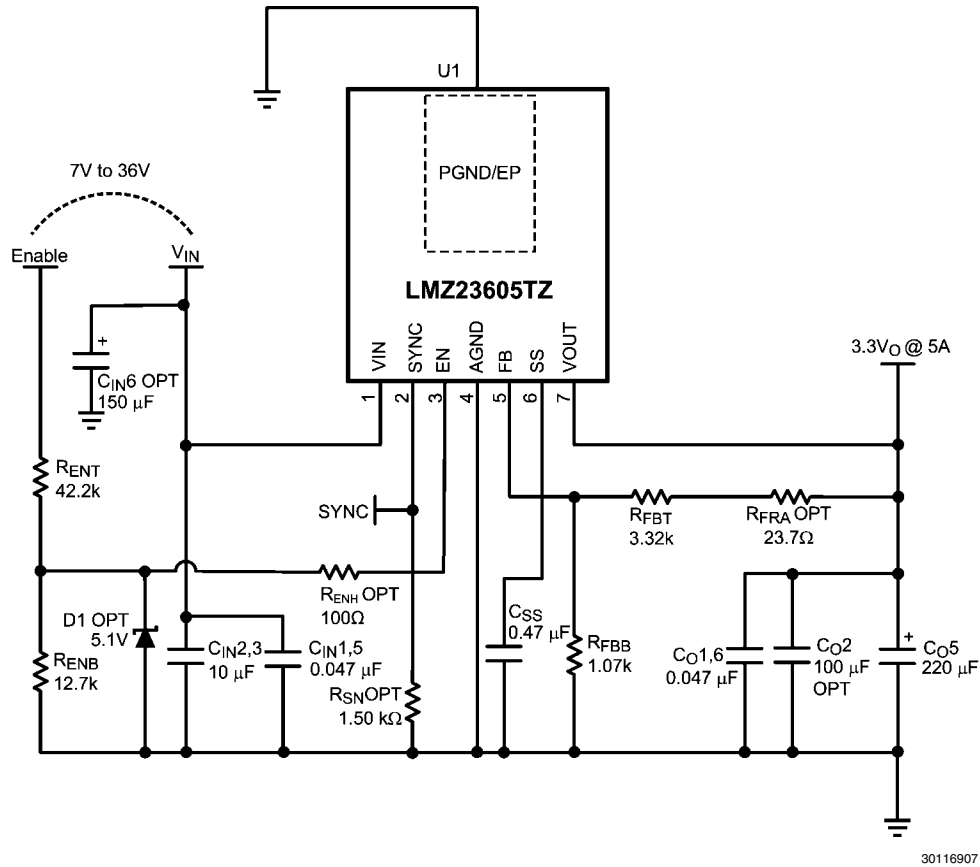 U1
PGND/EP
LMZ23605TZ
VIN
SYNC
EN
AGND
FB
SS
VOUT
1
2
3
4
5
6
7
7V to 36V
Enable
VIN
+
CIN6 OPT
150 μF
3.3VO @ 5A
RENT
42.2k
SYNC
RFBT
3.32k
RFRA OPT
23.7Ω
RENH OPT
100Ω
D1 OPT
5.1V
RENB
12.7k
CIN2,3
10 μF
CIN1,5
0.047 μF
RSNOPT
1.50 kΩ
CSS
0.47 μF
RFBB
1.07k
CO1,6
0.047 μF
CO2
100 μF
OPT
+
CO5
220 μF
30116907